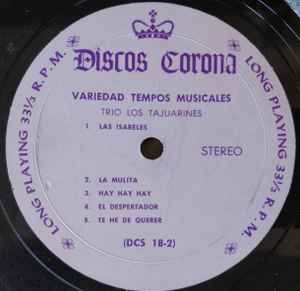 Discos Corona
VARIEDAD TEMPOS MUSICALES
TRIO LOS TAJUARINES
1 LAS ISABELES
STEREO
2 LA MULITA
3 HAY HAY HAY
4 EL DESPERTADOR
5 TE HE DE QUERER
(DCS 18-2)
LONG PLAYING 33⅓ R.P.M.
LONG PLAYING 33⅓ R.P.M.